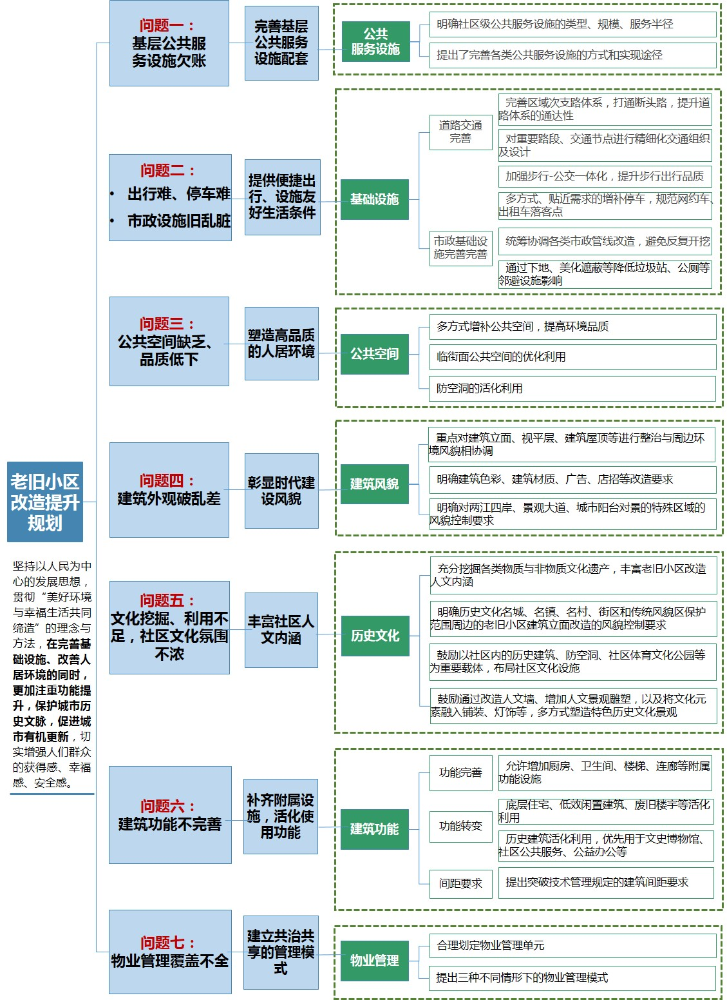 老旧小区
改造提升
规划
坚持以人民为中
心的发展思想，
贯彻“美好环境
与幸福生活共同
缔造”的理念与
方法，在完善基
础设施、改善人
居环境的同时，
更加注重功能提
升，保护城市历
史文脉，促进城
市有机更新，切
实增强人们群众
的获得感、幸福
感、安全感。
问题一：
基层公共服
务设施欠账
完善基层
公共服务
设施配套
公共
服务设施
明确社区级公共服务设施的类型、规模、服务半径
提出了完善各类公共服务设施的方式和实现途径
问题二：
• 出行难、停车难
• 市政设施旧乱脏
提供便捷出
行、设施友
好生活条件
基础设施
道路交通
完善
完善区域次支路体系，打通断头路，提升道
路体系的通达性
对重要路段、交通节点进行精细化交通组织
及设计
加强步行-公交一体化，提升步行出行品质
多方式、贴近需求的增补停车，规范网约车、
出租车落客点
市政基础设
施完善完善
统筹协调各类市政管线改造，避免反复开挖
通过下地、美化遮蔽等降低垃圾站、公厕等
邻避设施影响
问题三：
公共空间缺乏、
品质低下
塑造高品质
的人居环境
公共空间
多方式增补公共空间，提高环境品质
临街面公共空间的优化利用
防空洞的活化利用
问题四：
建筑外观破乱差
彰显时代建
设风貌
建筑风貌
重点对建筑立面、视平层、建筑屋顶等进行整治与周边环
境风貌相协调
明确建筑色彩、建筑材质、广告、店招等改造要求
明确对两江四岸、景观大道、城市阳台对景的特殊区域的
风貌控制要求
问题五：
文化挖掘、利用不
足，社区文化氛围
不浓
丰富社区人
文内涵
历史文化
充分挖掘各类物质与非物质文化遗产，丰富老旧小区改造
人文内涵
明确历史文化名城、名镇、名村、街区和传统风貌区保护
范围周边的老旧小区建筑立面改造的风貌控制要求
鼓励以社区内的历史建筑、防空洞、社区体育文化公园等
为重要载体，布局社区文化设施
鼓励通过改造人文墙、增加人文景观雕塑，以及将文化元
素融入铺装、灯饰等，多方式塑造特色历史文化景观
问题六：
建筑功能不完善
补齐附属设
施，活化使
用功能
建筑功能
功能完善
允许增加厨房、卫生间、楼梯、连廊等附属
功能设施
功能转变
底层住宅、低效闲置建筑、废旧楼宇等活化
利用
历史建筑活化利用，优先用于文史博物馆、
社区公共服务、公益办公等
间距要求
提出突破技术管理规定的建筑间距要求
问题七：
物业管理覆盖不全
建立共治共
享的管理模
式
物业管理
合理划定物业管理单元
提出三种不同情形下的物业管理模式